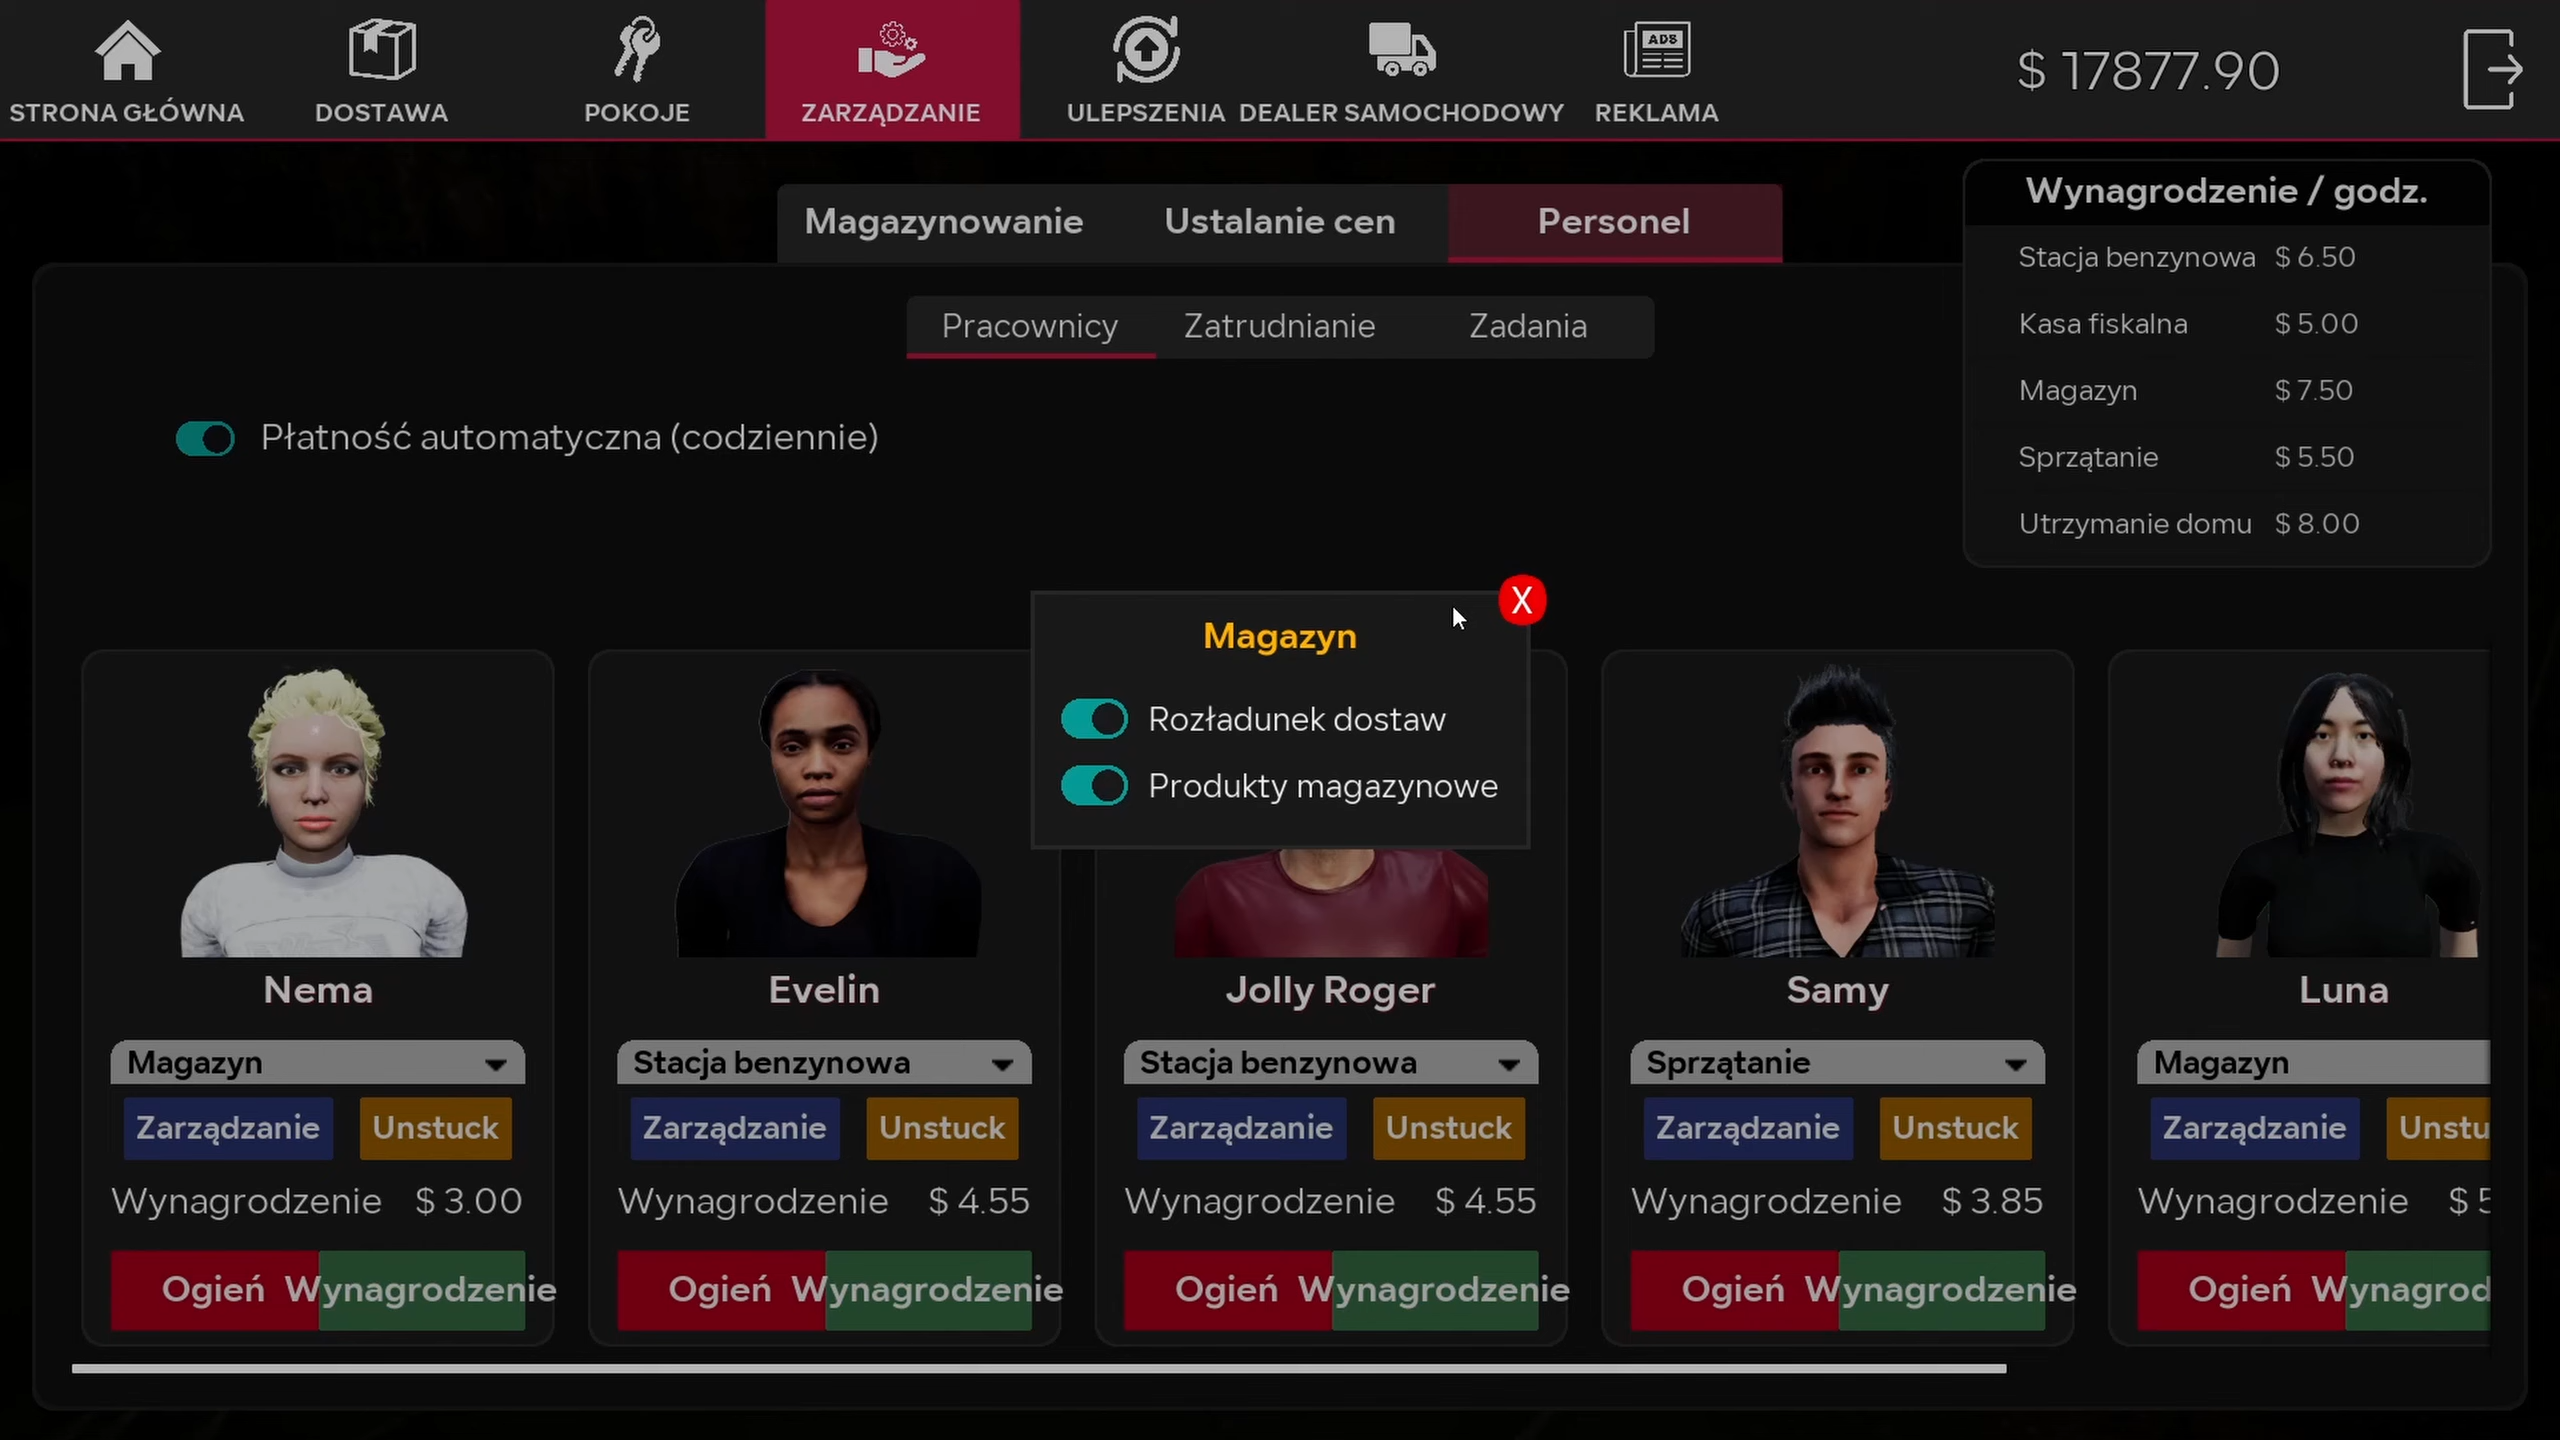 STRONA GŁÓWNA
DOSTAWA
POKOJE
ZARZĄDZANIE
ULEPSZENIA
DEALER SAMOCHODOWY
ADS
REKLAMA
$ 17877.90
Magazynowanie
Ustalanie cen
Personel
Wynagrodzenie / godz.
Stacja benzynowa $ 6.50
Kasa fiskalna $ 5.00
Magazyn $ 7.50
Sprzątanie $ 5.50
Utrzymanie domu $ 8.00
Pracownicy
Zatrudnianie
Zadania
Płatność automatyczna (codziennie)
X
Magazyn
Rozładunek dostaw
Produkty magazynowe
Nema
Magazyn
Zarządzanie
Unstuck
Wynagrodzenie $ 3.00
Ogień Wynagrodzenie
Evelin
Stacja benzynowa
Zarządzanie
Unstuck
Wynagrodzenie $ 4.55
Ogień Wynagrodzenie
Jolly Roger
Stacja benzynowa
Zarządzanie
Unstuck
Wynagrodzenie $ 4.55
Ogień Wynagrodzenie
Samy
Sprzątanie
Zarządzanie
Unstuck
Wynagrodzenie $ 3.85
Ogień Wynagrodzenie
Luna
Magazyn
Zarządzanie
Unstu
Wynagrodzenie $ 5
Ogień Wynagrod